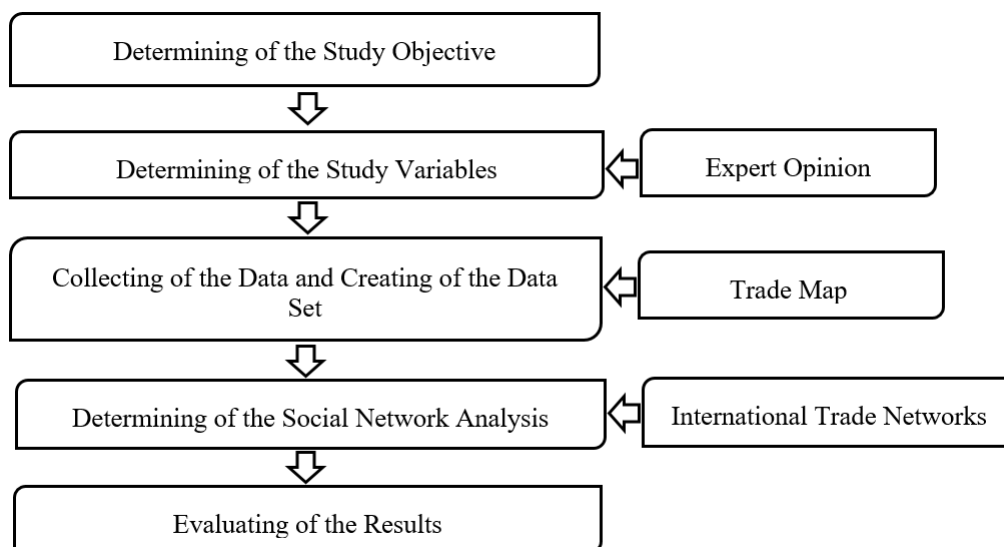 Determining of the Study Objective
Determining of the Study Variables
Expert Opinion
Collecting of the Data and Creating of the Data
Set
Trade Map
Determining of the Social Network Analysis
International Trade Networks
Evaluating of the Results